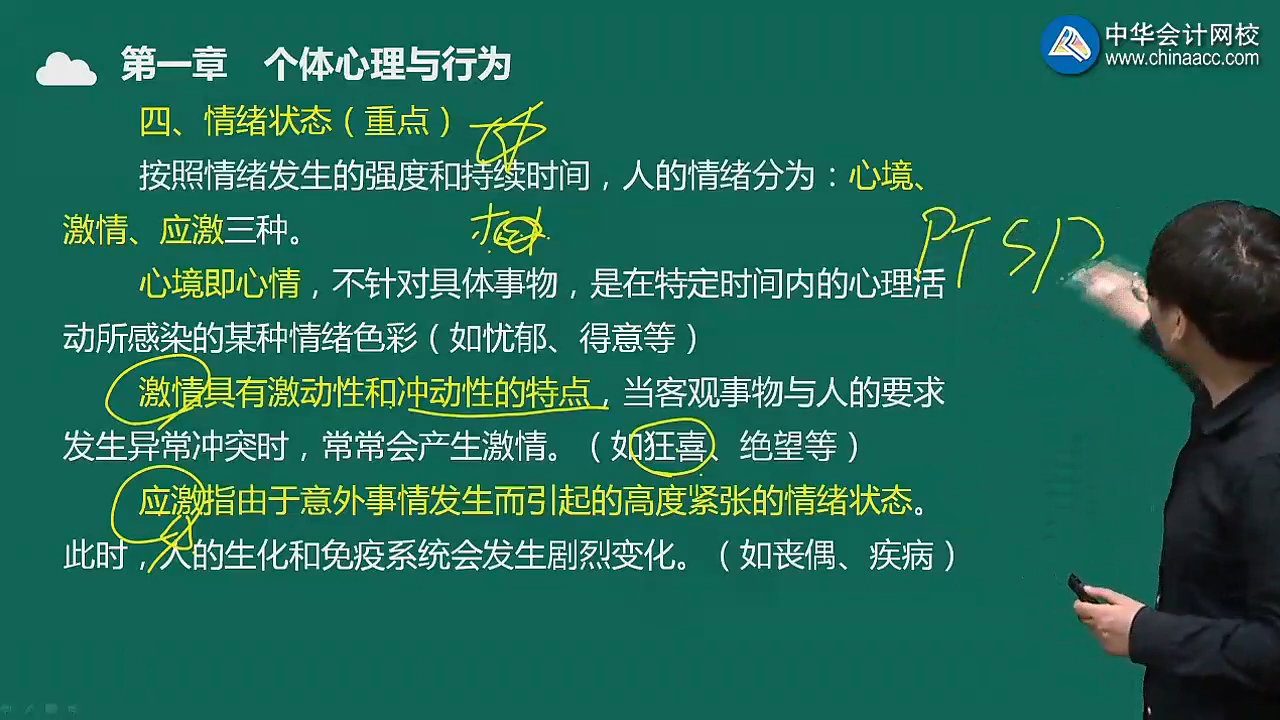 中华会计网校
www.chinaacc.com
第一章 个体心理与行为
四、情绪状态（重点）
按照情绪发生的强度和持续时间，人的情绪分为：心境、
激情、应激三种。
PTSD
心境即心情，不针对具体事物，是在特定时间内的心理活
动所感染的某种情绪色彩（如忧郁、得意等）
激情具有激动性和冲动性的特点，当客观事物与人的要求
发生异常冲突时，常常会产生激情。（如狂喜、绝望等）
应激指由于意外事情发生而引起的高度紧张的情绪状态。
此时，人的生化和免疫系统会发生剧烈变化。（如丧偶、疾病）